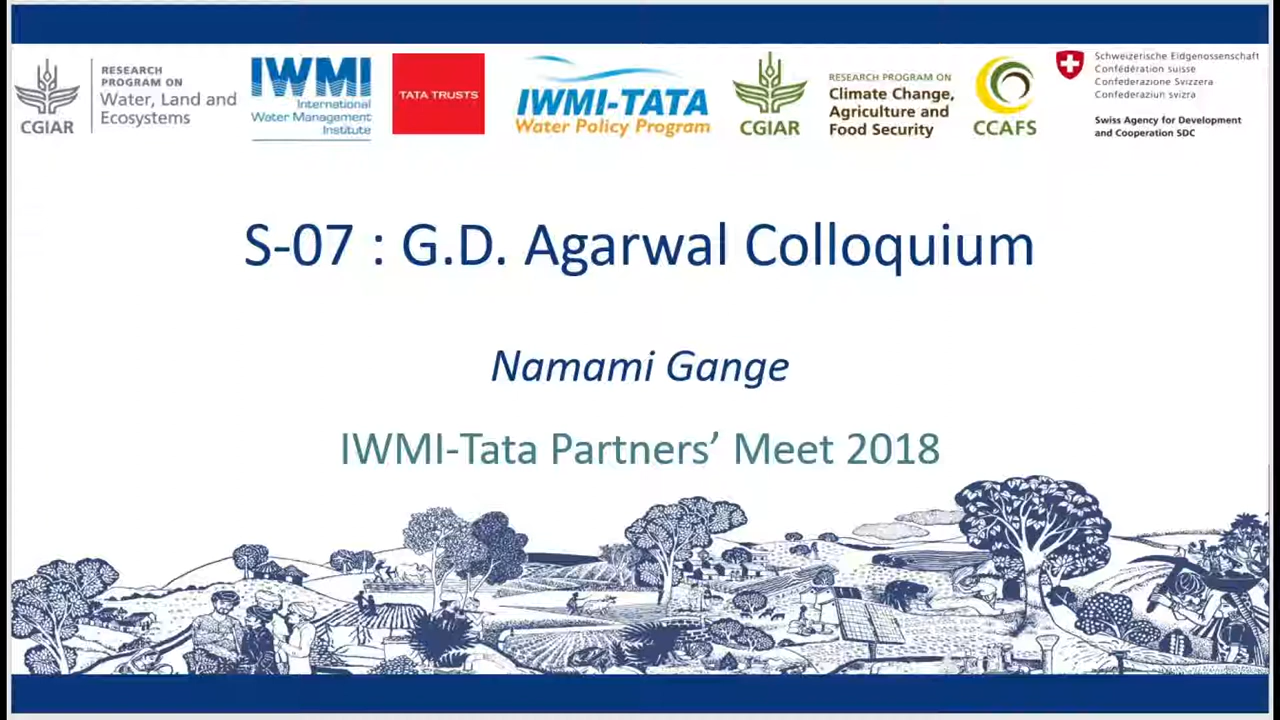 RESEARCH
PROGRAM ON
Water, Land and
Ecosystems
CGIAR
IWMI
International
Water Management
Institute
TATA TRUSTS
IWMI-TATA
Water Policy Program
CGIAR
RESEARCH PROGRAM ON
Climate Change,
Agriculture and
Food Security
CCAFS
Schweizerische Eidgenossenschaft
Confédération suisse
Confederazione Svizzera
Confederaziun svizra
Swiss Agency for Development
and Cooperation SDC
S-07 : G.D. Agarwal Colloquium
Namami Gange
IWMI-Tata Partners’ Meet 2018